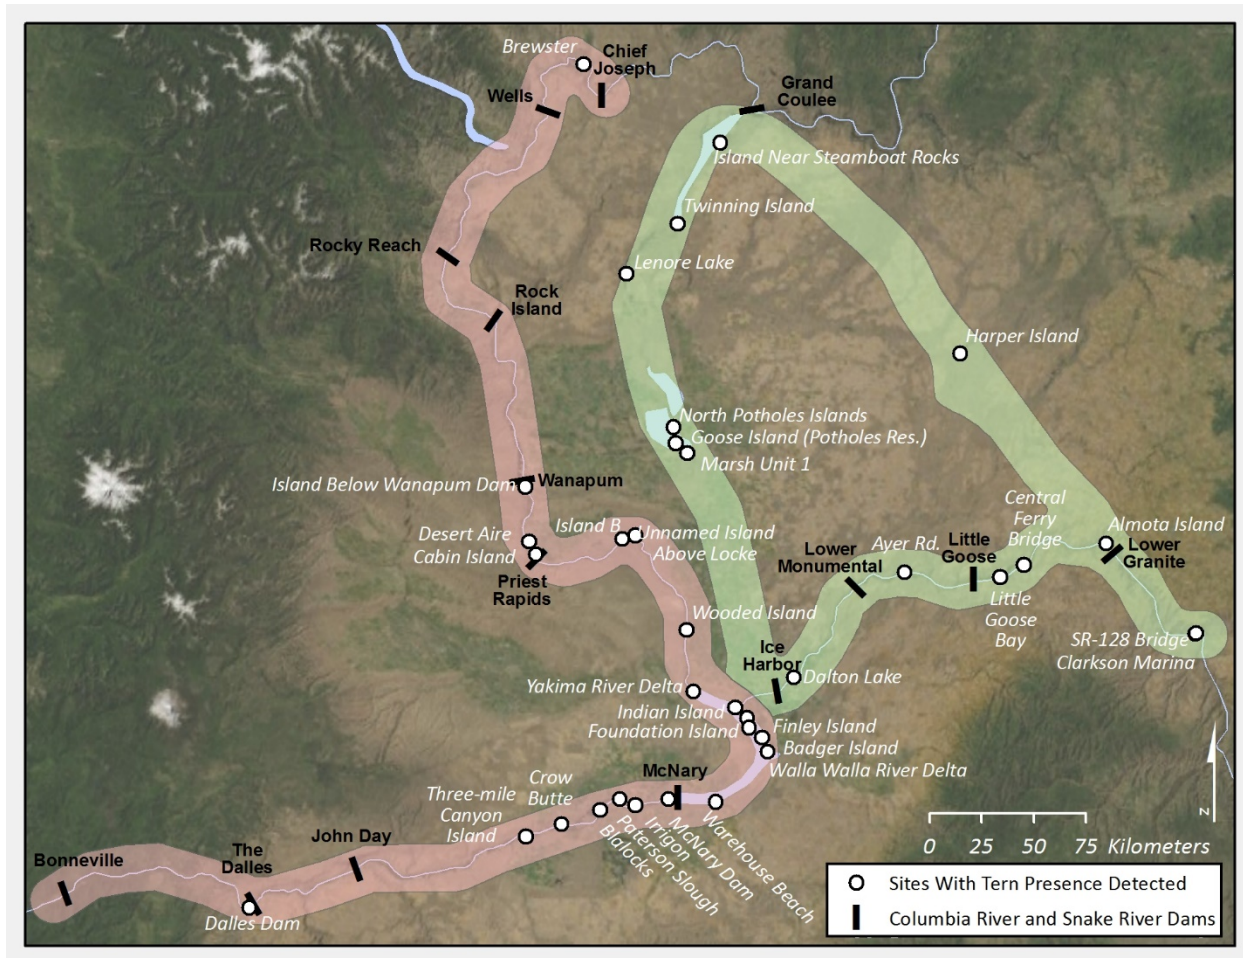 Brewster
Chief
Joseph
Wells
Grand
Coulee
Island Near Steamboat Rocks
Twinning Island
Rocky Reach
Lenore Lake
Rock
Island
Harper Island
North Potholes Islands
Goose Island (Potholes Res.)
Marsh Unit 1
Island Below Wanapum Dam
Wanapum
Desert Aire
Cabin Island
Priest
Rapids
Island B
Unnamed Island
Above Locke
Central
Ferry
Bridge
Almota Island
Lower
Granite
Lower
Monumental
Ayer Rd.
Little
Goose
Little
Goose
Bay
Wooded Island
SR-128 Bridge
Clarkson Marina
Ice
Harbor
Dalton Lake
Yakima River Delta
Indian Island
Foundation Island
Finley Island
Badger Island
Walla Walla River Delta
McNary
Crow
Butte
Three-mile
Canyon
Island
John Day
The
Dalles
Bonneville
Dalles Dam
Blalocks
Paterson Slough
Irrigon
McNary Dam
Warehouse Beach
N
0 25 50 75 Kilometers
Sites With Tern Presence Detected
Columbia River and Snake River Dams